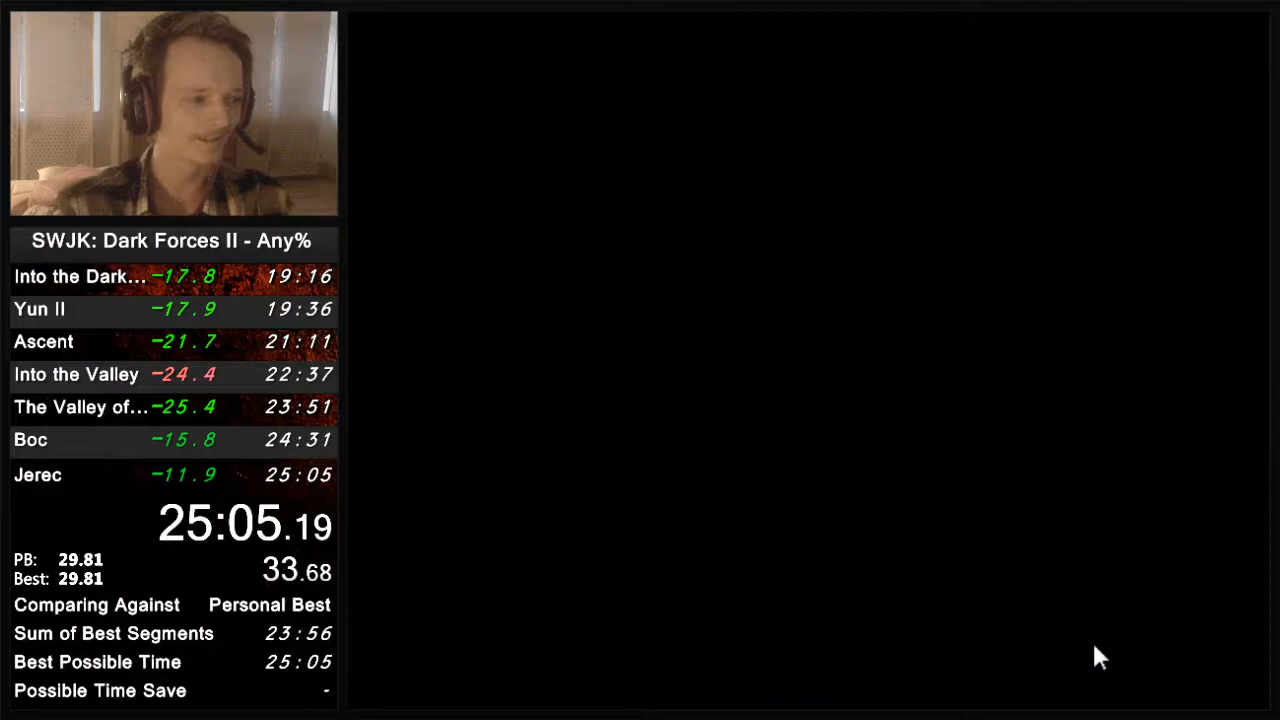 SWJK: Dark Forces II - Any%
Into the Dark... -17.8 19:16
Yun II -17.9 19:36
Ascent -21.7 21:11
Into the Valley -24.4 22:37
The Valley of... -25.4 23:51
Boc -15.8 24:31
Jerec -11.9 25:05
25:05.19
PB: 29.81
Best: 29.81
33.68
Comparing Against Personal Best
Sum of Best Segments 23:56
Best Possible Time 25:05
Possible Time Save -